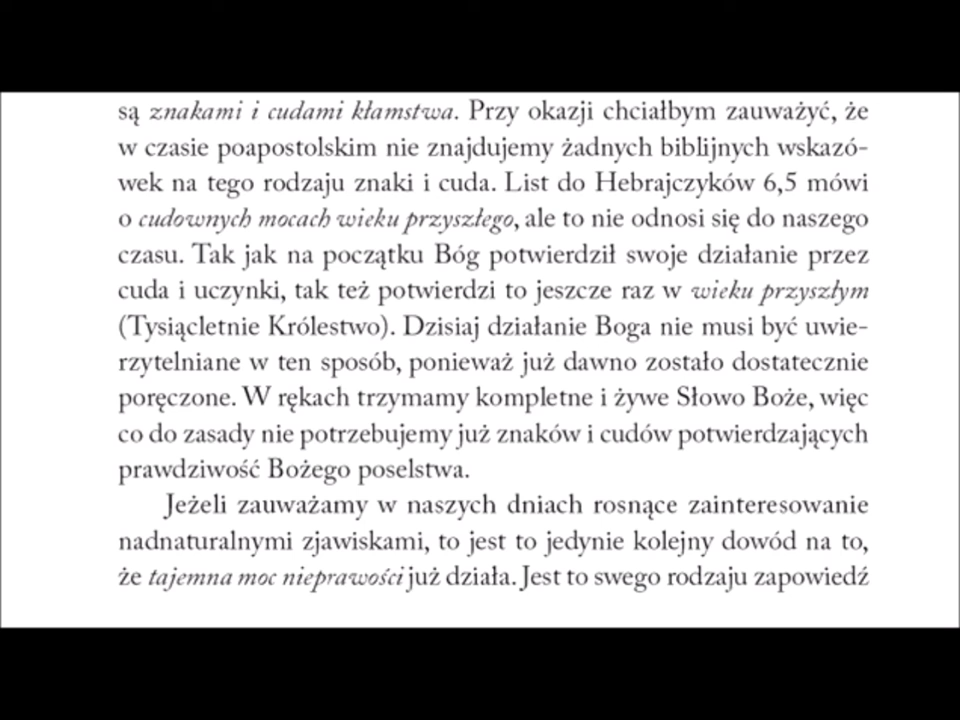 są znakami i cudami kłamstwa. Przy okazji chciałbym zauważyć, że
w czasie poapostolskim nie znajdujemy żadnych biblijnych wskazó-
wek na tego rodzaju znaki i cuda. List do Hebrajczyków 6,5 mówi
o cudownych mocach wieku przyszłego, ale to nie odnosi się do naszego
czasu. Tak jak na początku Bóg potwierdził swoje działanie przez
cuda i uczynki, tak też potwierdzi to jeszcze raz w wieku przyszłym
(Tysiącletnie Królestwo). Dzisiaj działanie Boga nie musi być uwie-
rzytelniane w ten sposób, ponieważ już dawno zostało dostatecznie
poręczone. W rękach trzymamy kompletne i żywe Słowo Boże, więc
co do zasady nie potrzebujemy już znaków i cudów potwierdzających
prawdziwość Bożego poselstwa.
Jeżeli zauważamy w naszych dniach rosnące zainteresowanie
nadnaturalnymi zjawiskami, to jest to jedynie kolejny dowód na to,
że tajemna moc nieprawości już działa. Jest to swego rodzaju zapowiedź